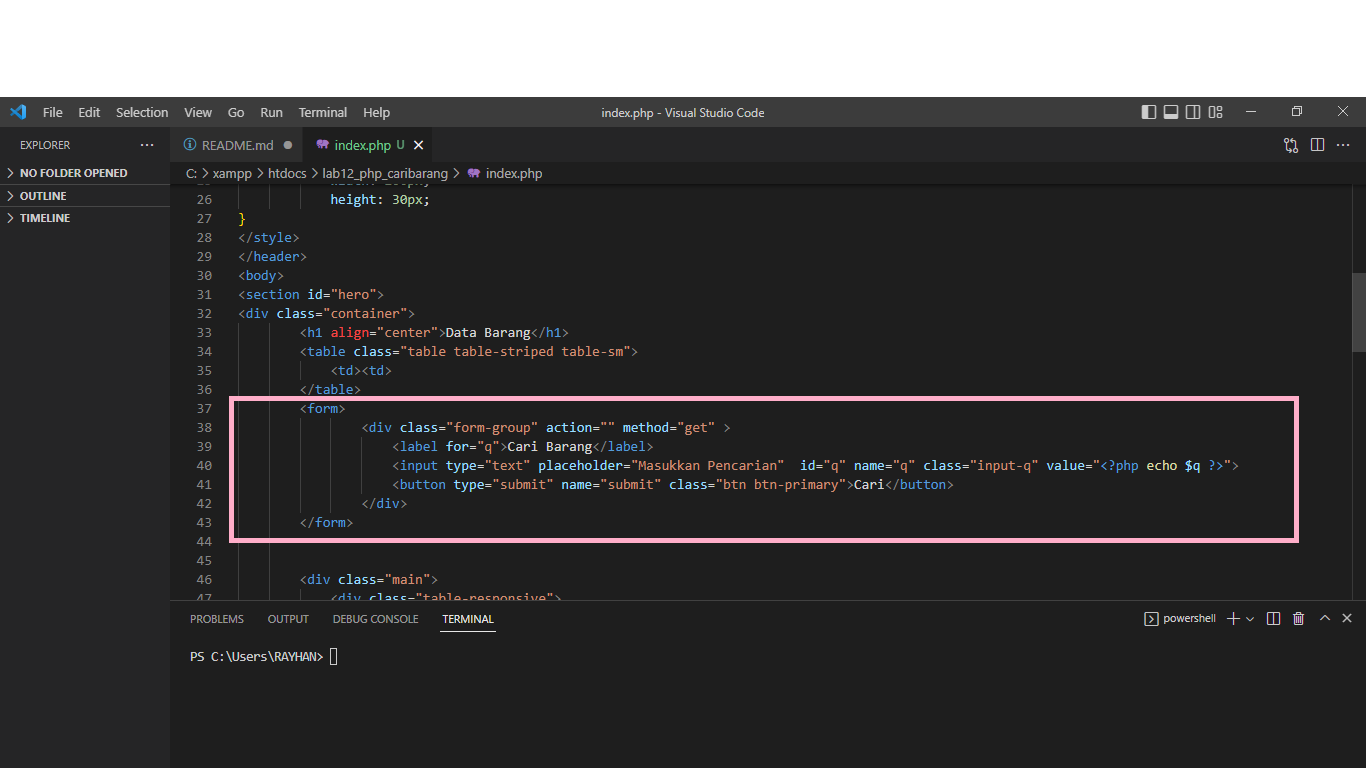 File Edit Selection View Go Run Terminal Help index.php - Visual Studio Code
EXPLORER ··· README.md index.php U
NO FOLDER OPENED
OUTLINE
TIMELINE
C: > xampp > htdocs > lab12_php_caribarang > index.php
26 height: 30px;
27 }
28 </style>
29 </header>
30 <body>
31 <section id="hero">
32 <div class="container">
33 <h1 align="center">Data Barang</h1>
34 <table class="table table-striped table-sm">
35 <td><td>
36 </table>
37 <form>
38 <div class="form-group" action="" method="get" >
39 <label for="q">Cari Barang</label>
40 <input type="text" placeholder="Masukkan Pencarian"  id="q" name="q" class="input-q" value="<?php echo $q ?>">
41 <button type="submit" name="submit" class="btn btn-primary">Cari</button>
42 </div>
43 </form>
44
45
46 <div class="main">
47 <div class="table-responsive">
PROBLEMS OUTPUT DEBUG CONSOLE TERMINAL powershell
PS C:\Users\RAYHAN>